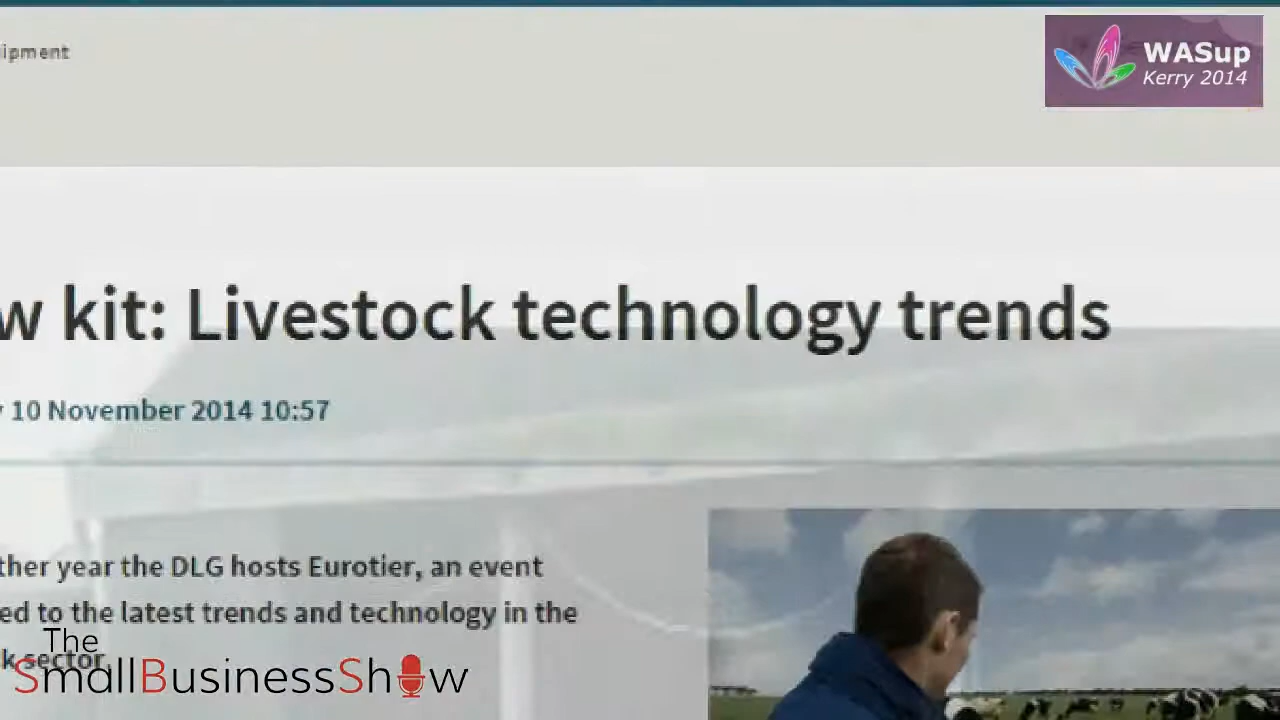 ipment
WASup
Kerry 2014
w kit: Livestock technology trends
10 November 2014 10:57
ther year the DLG hosts Eurotier, an event
ed to the latest trends and technology in the
k sector.
The
SmallBusinessShow